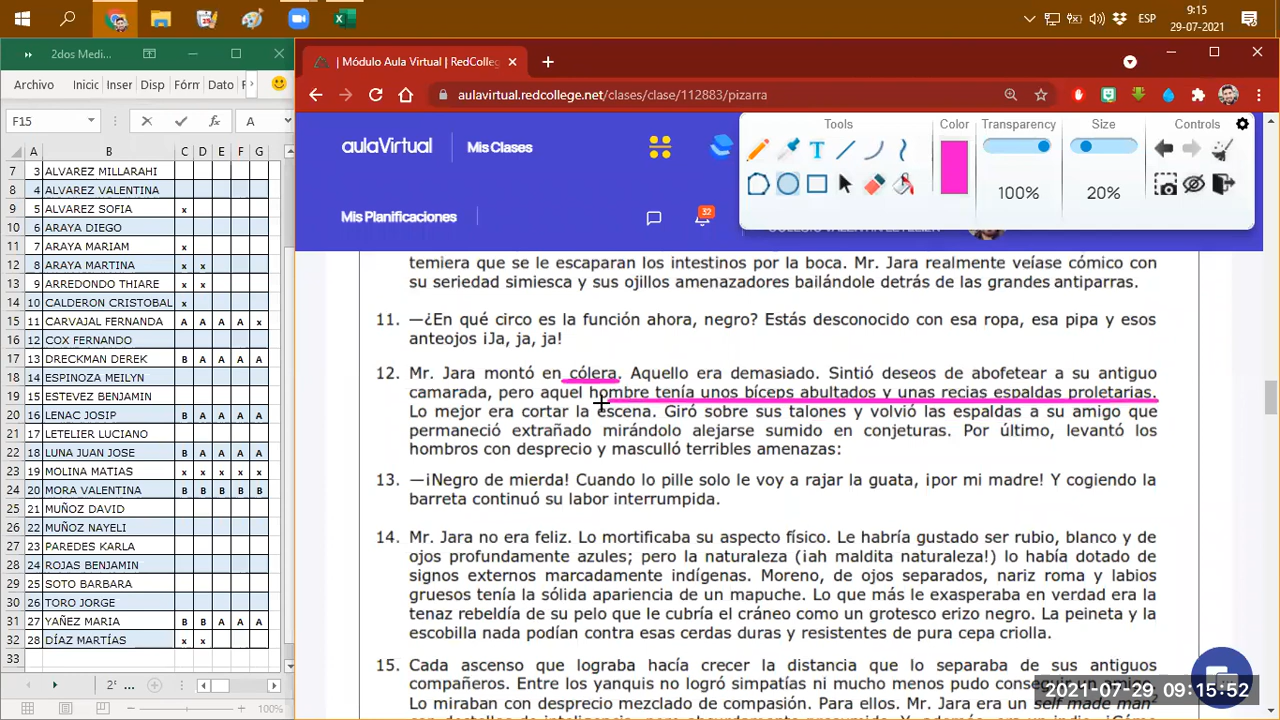 ESP
9:15
29-07-2021
2dos Medi...
| Módulo Aula Virtual | RedColleg
Archivo Inicio Inser Disp Fórm Dato F
aulavirtual.redcollege.net/clases/clase/112883/pizarra
F15 fx A
A B C D E F G
7 3 ALVAREZ MILLARAHI
8 4 ALVAREZ VALENTINA
9 5 ALVAREZ SOFIA x
10 6 ARAYA DIEGO
11 7 ARAYA MARIAM x
12 8 ARAYA MARTINA x x
13 9 ARREDONDO THIARE x x
14 10 CALDERON CRISTOBAL x
15 11 CARVAJAL FERNANDA A A A x
16 12 COX FERNANDO
17 13 DRECKMAN DEREK B A A A
18 14 ESPINOZA MEILYN
19 15 ESTEVEZ BENJAMIN
20 16 LENAC JOSIP B A A A
21 17 LETELIER LUCIANO
22 18 LUNA JUAN JOSE B A A A
23 19 MOLINA MATIAS x x x x x
24 20 MORA VALENTINA B B B B B
25 21 MUÑOZ DAVID
26 22 MUÑOZ NAYELI
27 23 PAREDES KARLA
28 24 ROJAS BENJAMIN
29 25 SOTO BARBARA
30 26 TORO JORGE
31 27 YAÑEZ MARIA B B A A A
32 28 DÍAZ MARTÍAS x x
33
2° ...
100%
aulaVirtual Mis Clases
Mis Planificaciones 32
Tools Color Transparency Size Controls
T
100% 20%
temiera que se le escaparan los intestinos por la boca. Mr. Jara realmente veíase cómico con
su seriedad simiesca y sus ojillos amenazadores bailándole detrás de las grandes antiparras.
11. —¿En qué circo es la función ahora, negro? Estás desconocido con esa ropa, esa pipa y esos
anteojos ¡Ja, ja, ja!
12. Mr. Jara montó en cólera. Aquello era demasiado. Sintió deseos de abofetear a su antiguo
camarada, pero aquel hombre tenía unos bíceps abultados y unas recias espaldas proletarias.
Lo mejor era cortar la escena. Giró sobre sus talones y volvió las espaldas a su amigo que
permaneció extrañado mirándolo alejarse sumido en conjeturas. Por último, levantó los
hombros con desprecio y masculló terribles amenazas:
13. —¡Negro de mierda! Cuando lo pille solo le voy a rajar la guata, ¡por mi madre! Y cogiendo la
barreta continuó su labor interrumpida.
14. Mr. Jara no era feliz. Lo mortificaba su aspecto físico. Le habría gustado ser rubio, blanco y de
ojos profundamente azules; pero la naturaleza (¡ah maldita naturaleza!) lo había dotado de
signos externos marcadamente indígenas. Moreno, de ojos separados, nariz roma y labios
gruesos tenía la sólida apariencia de un mapuche. Lo que más le exasperaba en verdad era la
tenaz rebeldía de su pelo que le cubría el cráneo como un grotesco erizo negro. La peineta y la
escobilla nada podían contra esas cerdas duras y resistentes de pura cepa criolla.
15. Cada ascenso que lograba hacía crecer la distancia que lo separaba de sus antiguos
compañeros. Entre los yanquis no logró simpatías ni mucho menos pudo conseguir un amigo.
Lo miraban con desprecio mezclado de compasión. Para ellos. Mr. Jara era un self made man²
2021-07-29 09:15:52